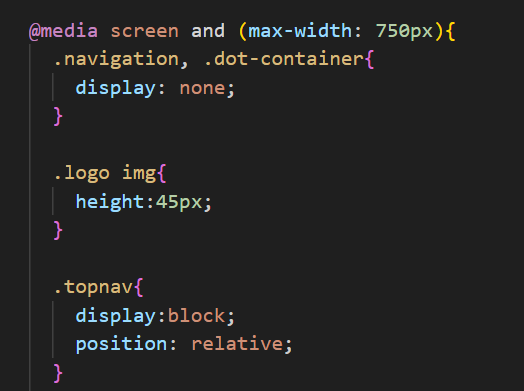 @media screen and (max-width: 750px){
.navigation, .dot-container{
display: none;
}
.logo img{
height:45px;
}
.topnav{
display:block;
position: relative;
}